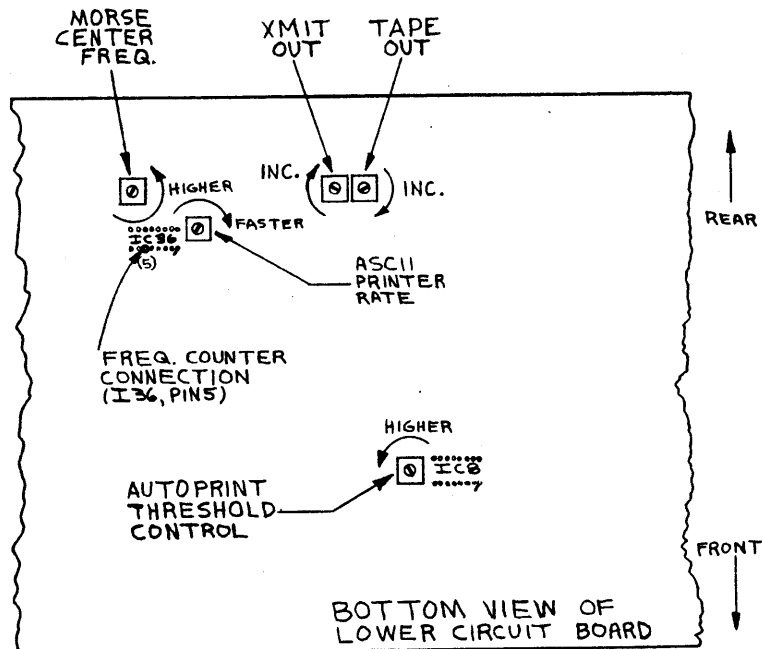 MORSE
CENTER
FREQ.
XMIT
OUT
TAPE
OUT
HIGHER
INC.
INC.
REAR
FASTER
IC36
(5)
ASCII
PRINTER
RATE
FREQ. COUNTER
CONNECTION
(I36, PIN5)
HIGHER
IC8
AUTOPRINT
THRESHOLD
CONTROL
FRONT
BOTTOM VIEW OF
LOWER CIRCUIT BOARD